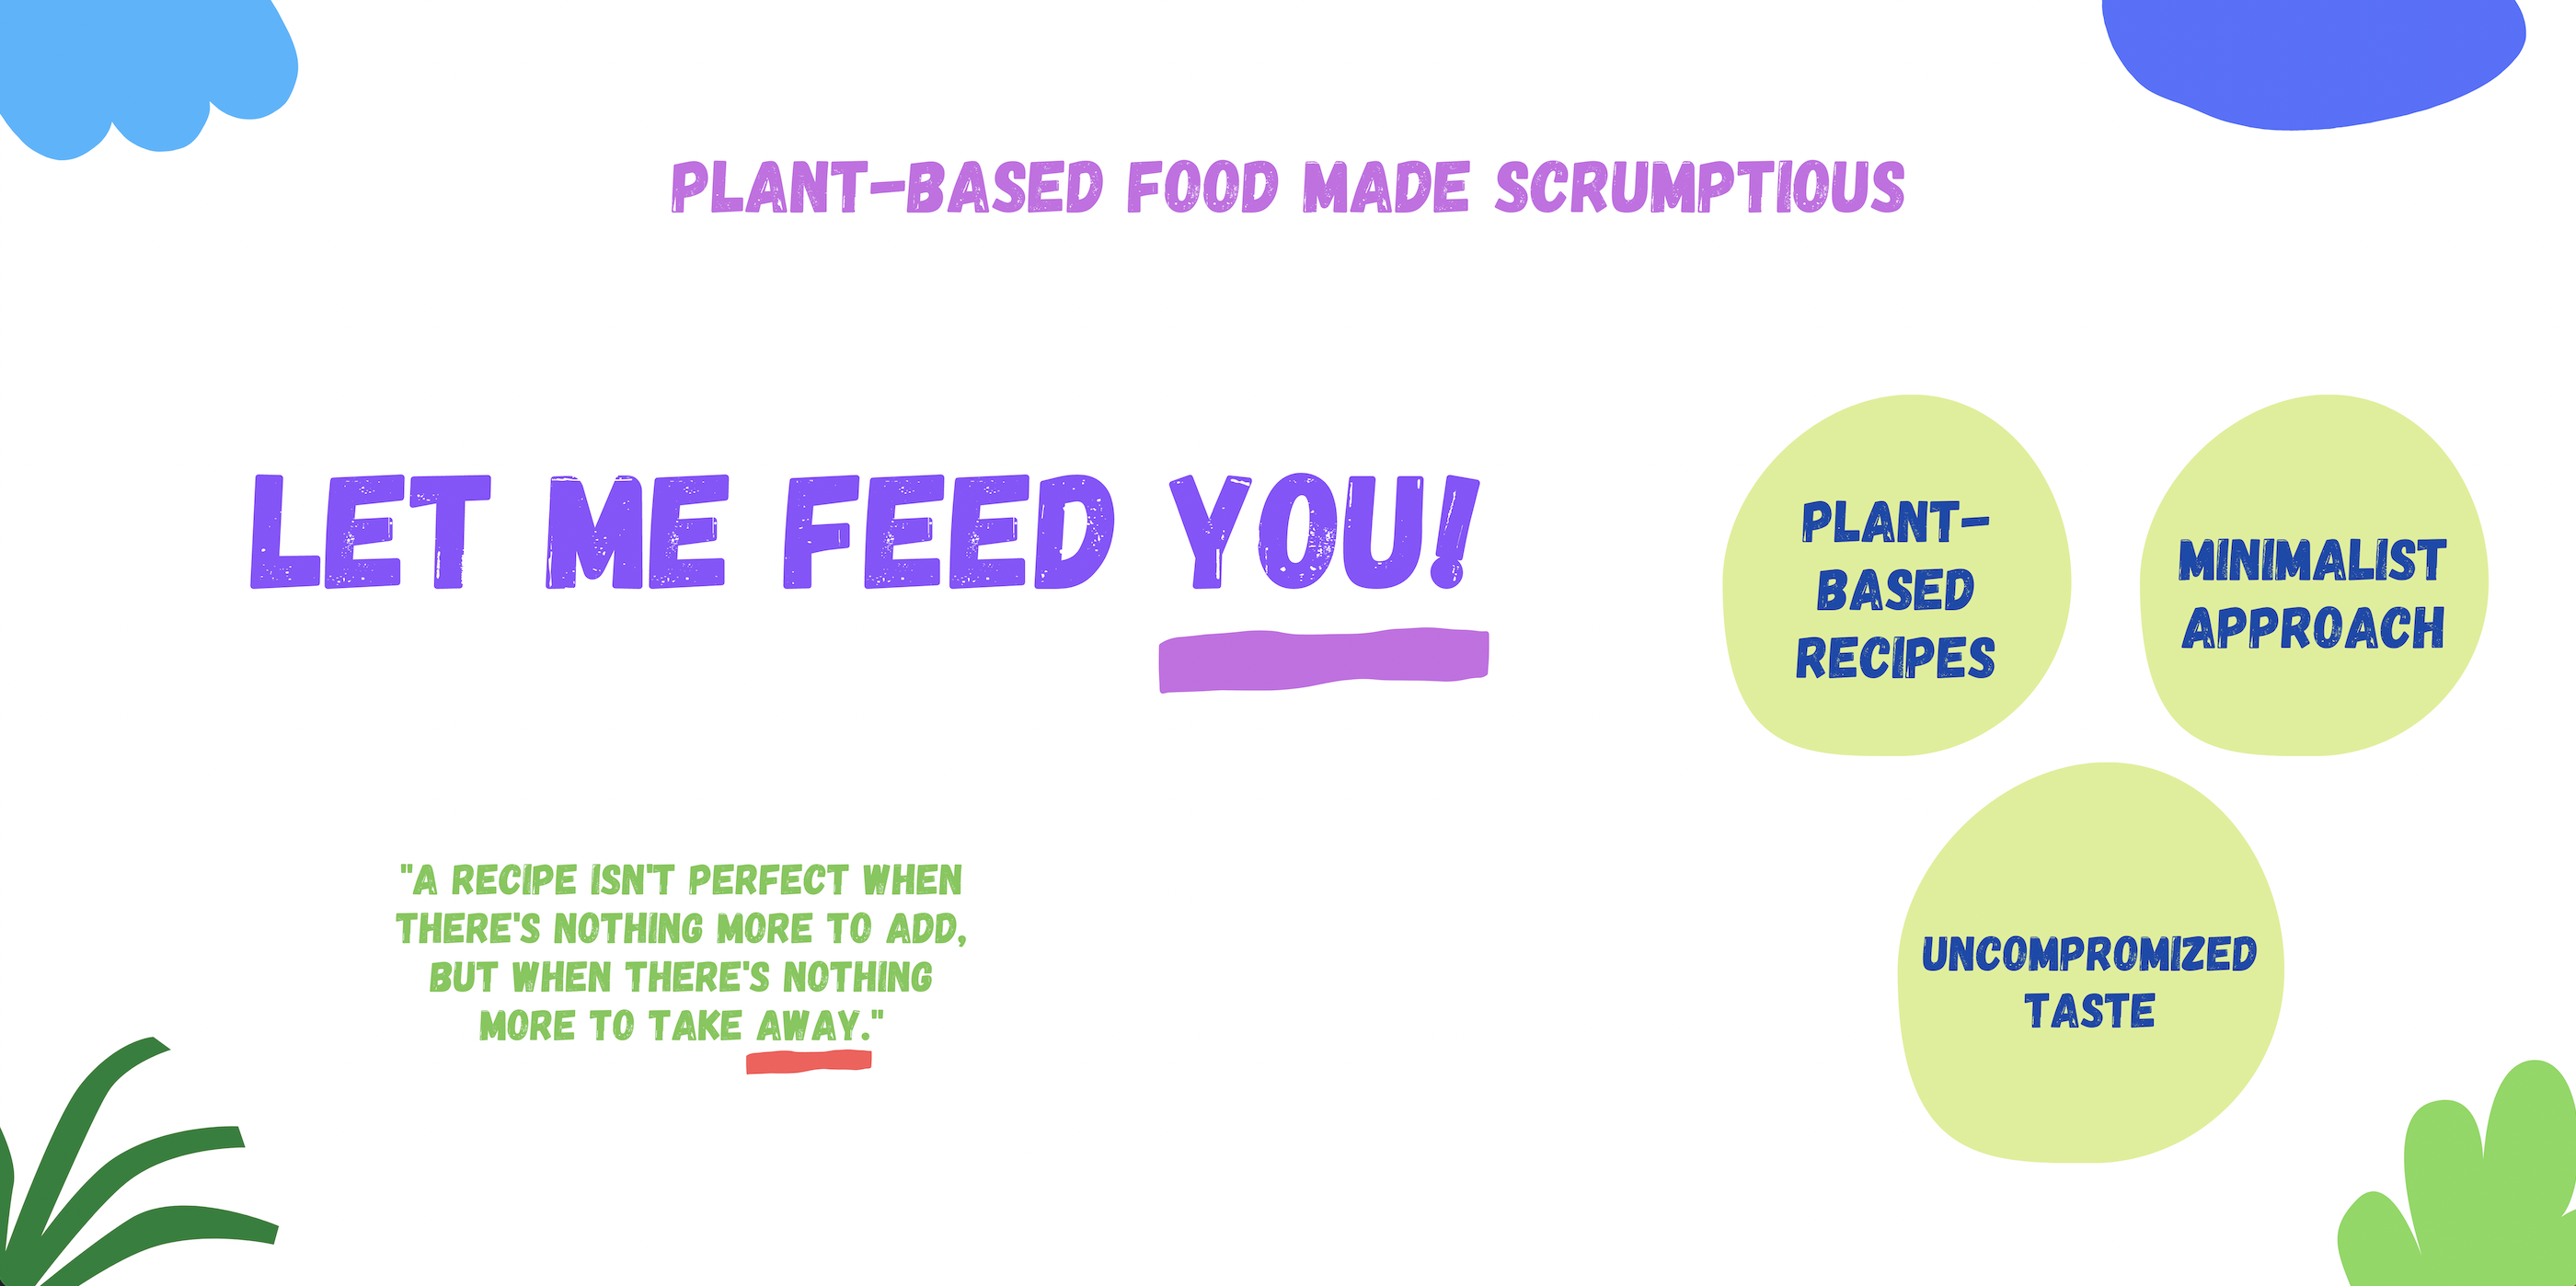 PLANT-BASED FOOD MADE SCRUMPTIOUS
LET ME FEED YOU!
PLANT-
BASED
RECIPES
MINIMALIST
APPROACH
UNCOMPROMIZED
TASTE
"A RECIPE ISN'T PERFECT WHEN
THERE'S NOTHING MORE TO ADD,
BUT WHEN THERE'S NOTHING
MORE TO TAKE AWAY."